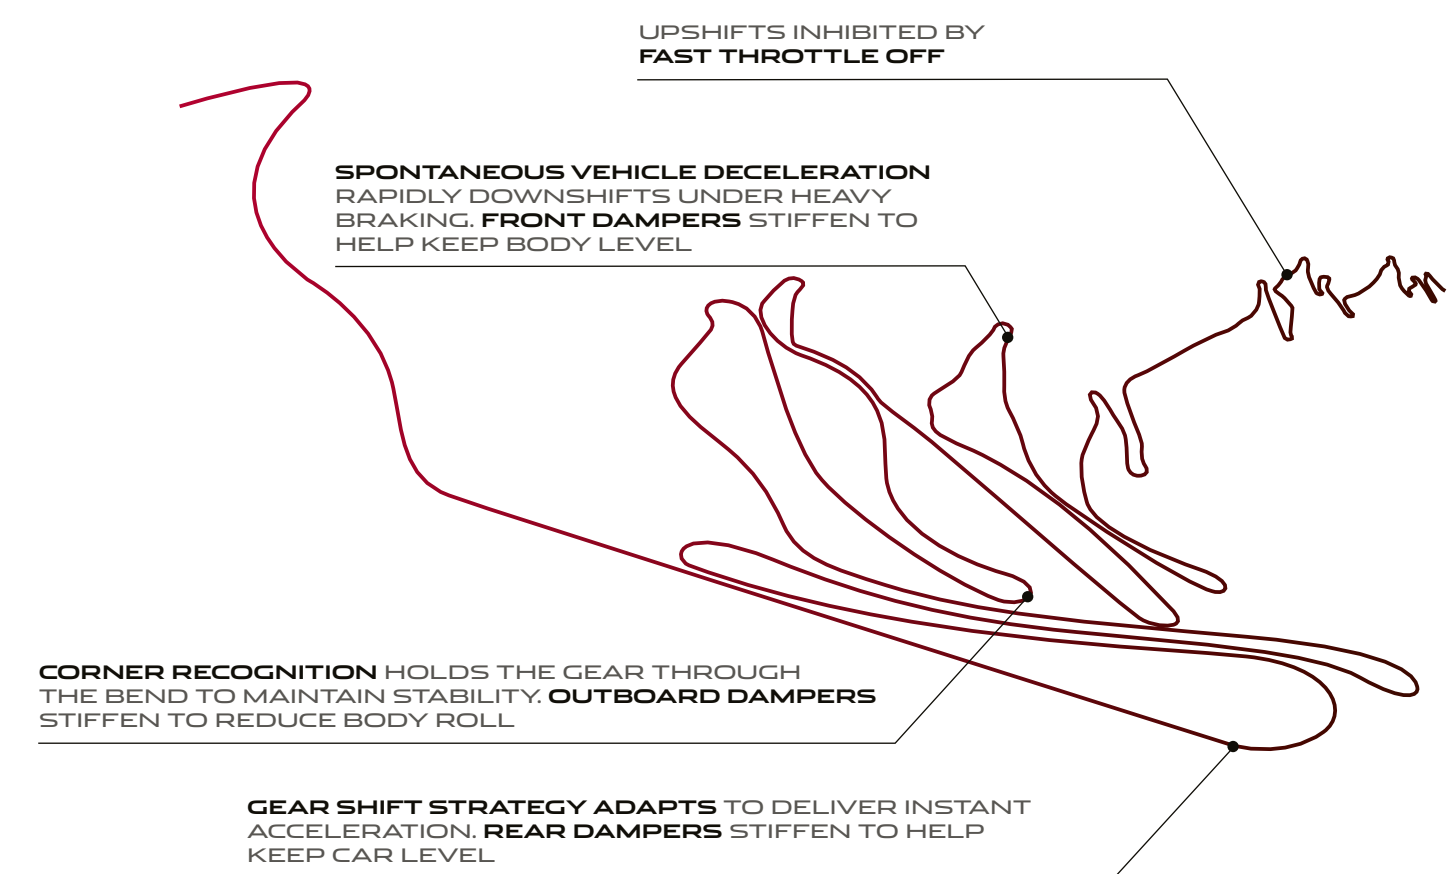 UPSHIFTS INHIBITED BY
FAST THROTTLE OFF
SPONTANEOUS VEHICLE DECELERATION
RAPIDLY DOWNSHIFTS UNDER HEAVY
BRAKING. FRONT DAMPERS STIFFEN TO
HELP KEEP BODY LEVEL
CORNER RECOGNITION HOLDS THE GEAR THROUGH
THE BEND TO MAINTAIN STABILITY. OUTBOARD DAMPERS
STIFFEN TO REDUCE BODY ROLL
GEAR SHIFT STRATEGY ADAPTS TO DELIVER INSTANT
ACCELERATION. REAR DAMPERS STIFFEN TO HELP
KEEP CAR LEVEL